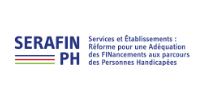 SERAFIN
PH
Services et Établissements :
Réforme pour une Adéquation
des FINancements aux parcours
des Personnes Handicapées